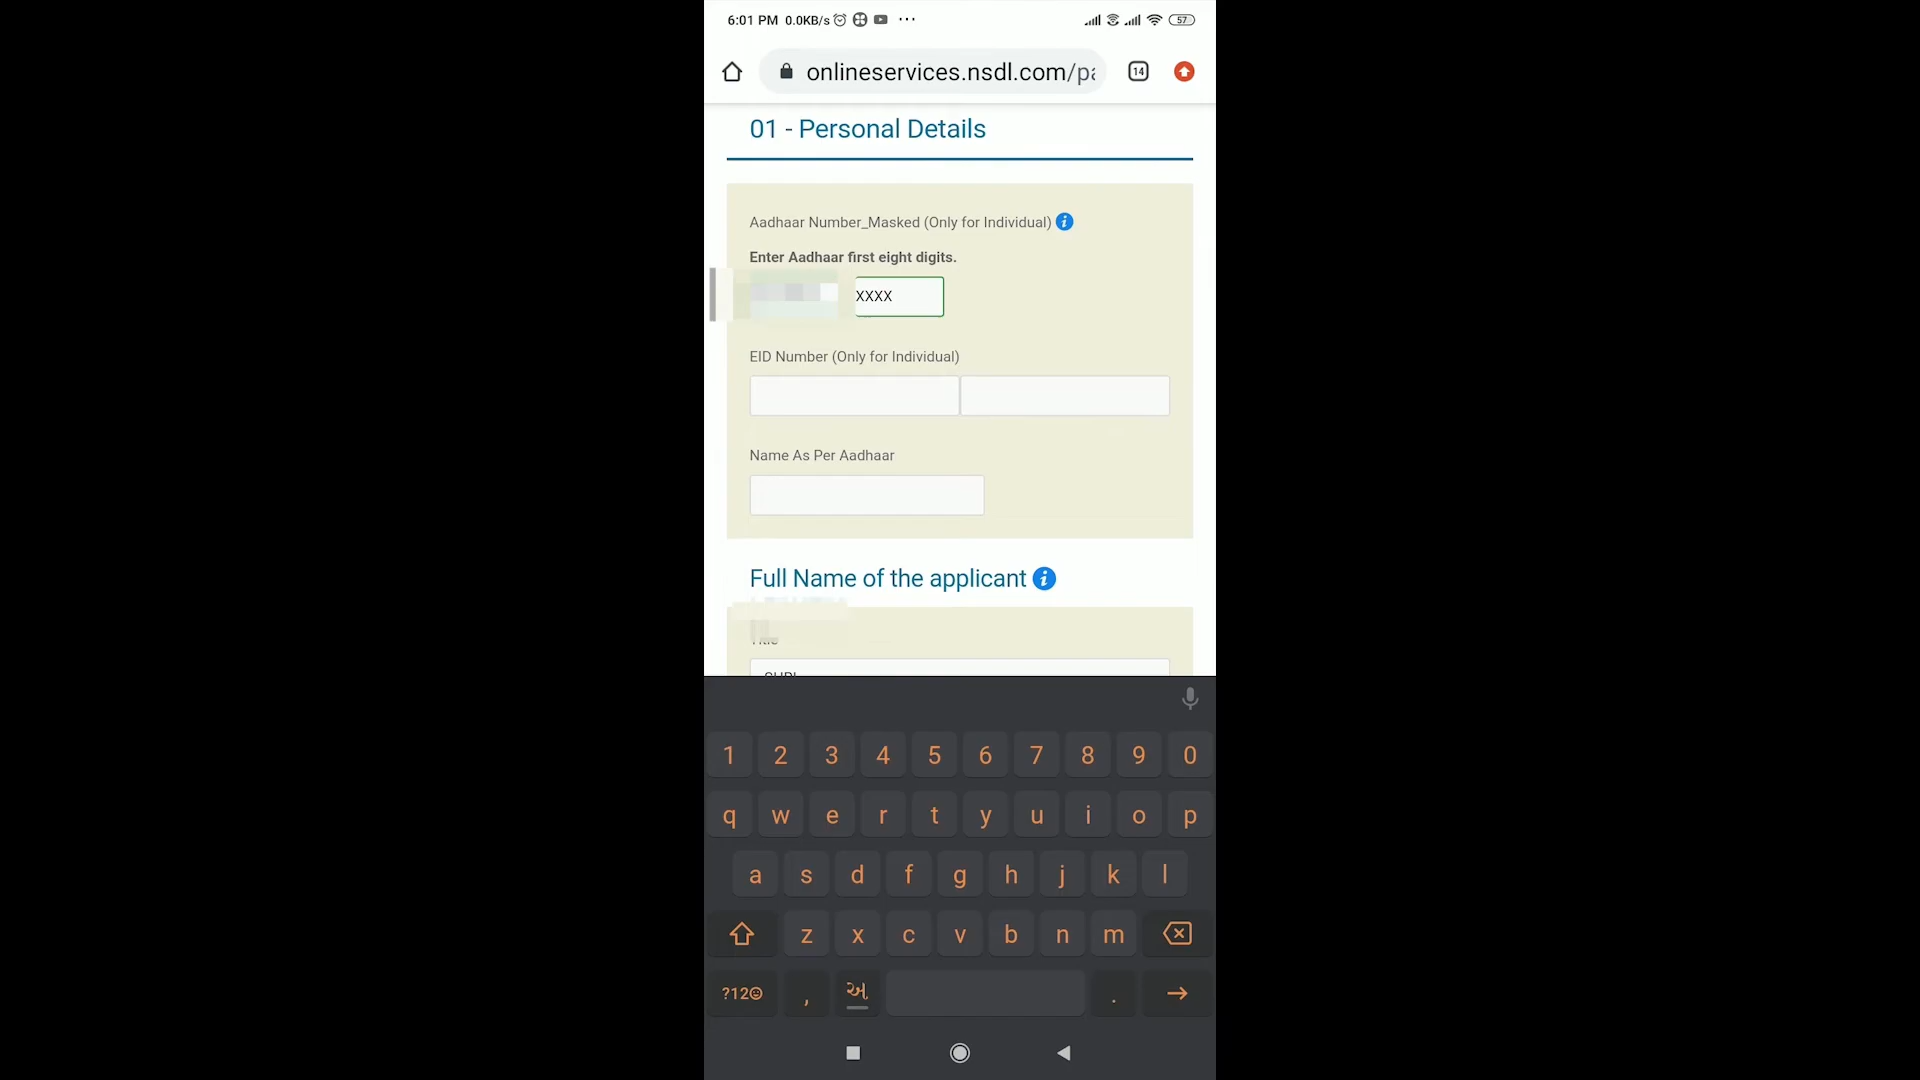 6:01 PM 0.0KB/s ··· 57
onlineservices.nsdl.com/pa 14
01 - Personal Details
Aadhaar Number_Masked (Only for Individual) i
Enter Aadhaar first eight digits.
XXXX
EID Number (Only for Individual)
Name As Per Aadhaar
Full Name of the applicant i
1 2 3 4 5 6 7 8 9 0
q w e r t y u i o p
a s d f g h j k l
z x c v b n m
?12☺ , અ .